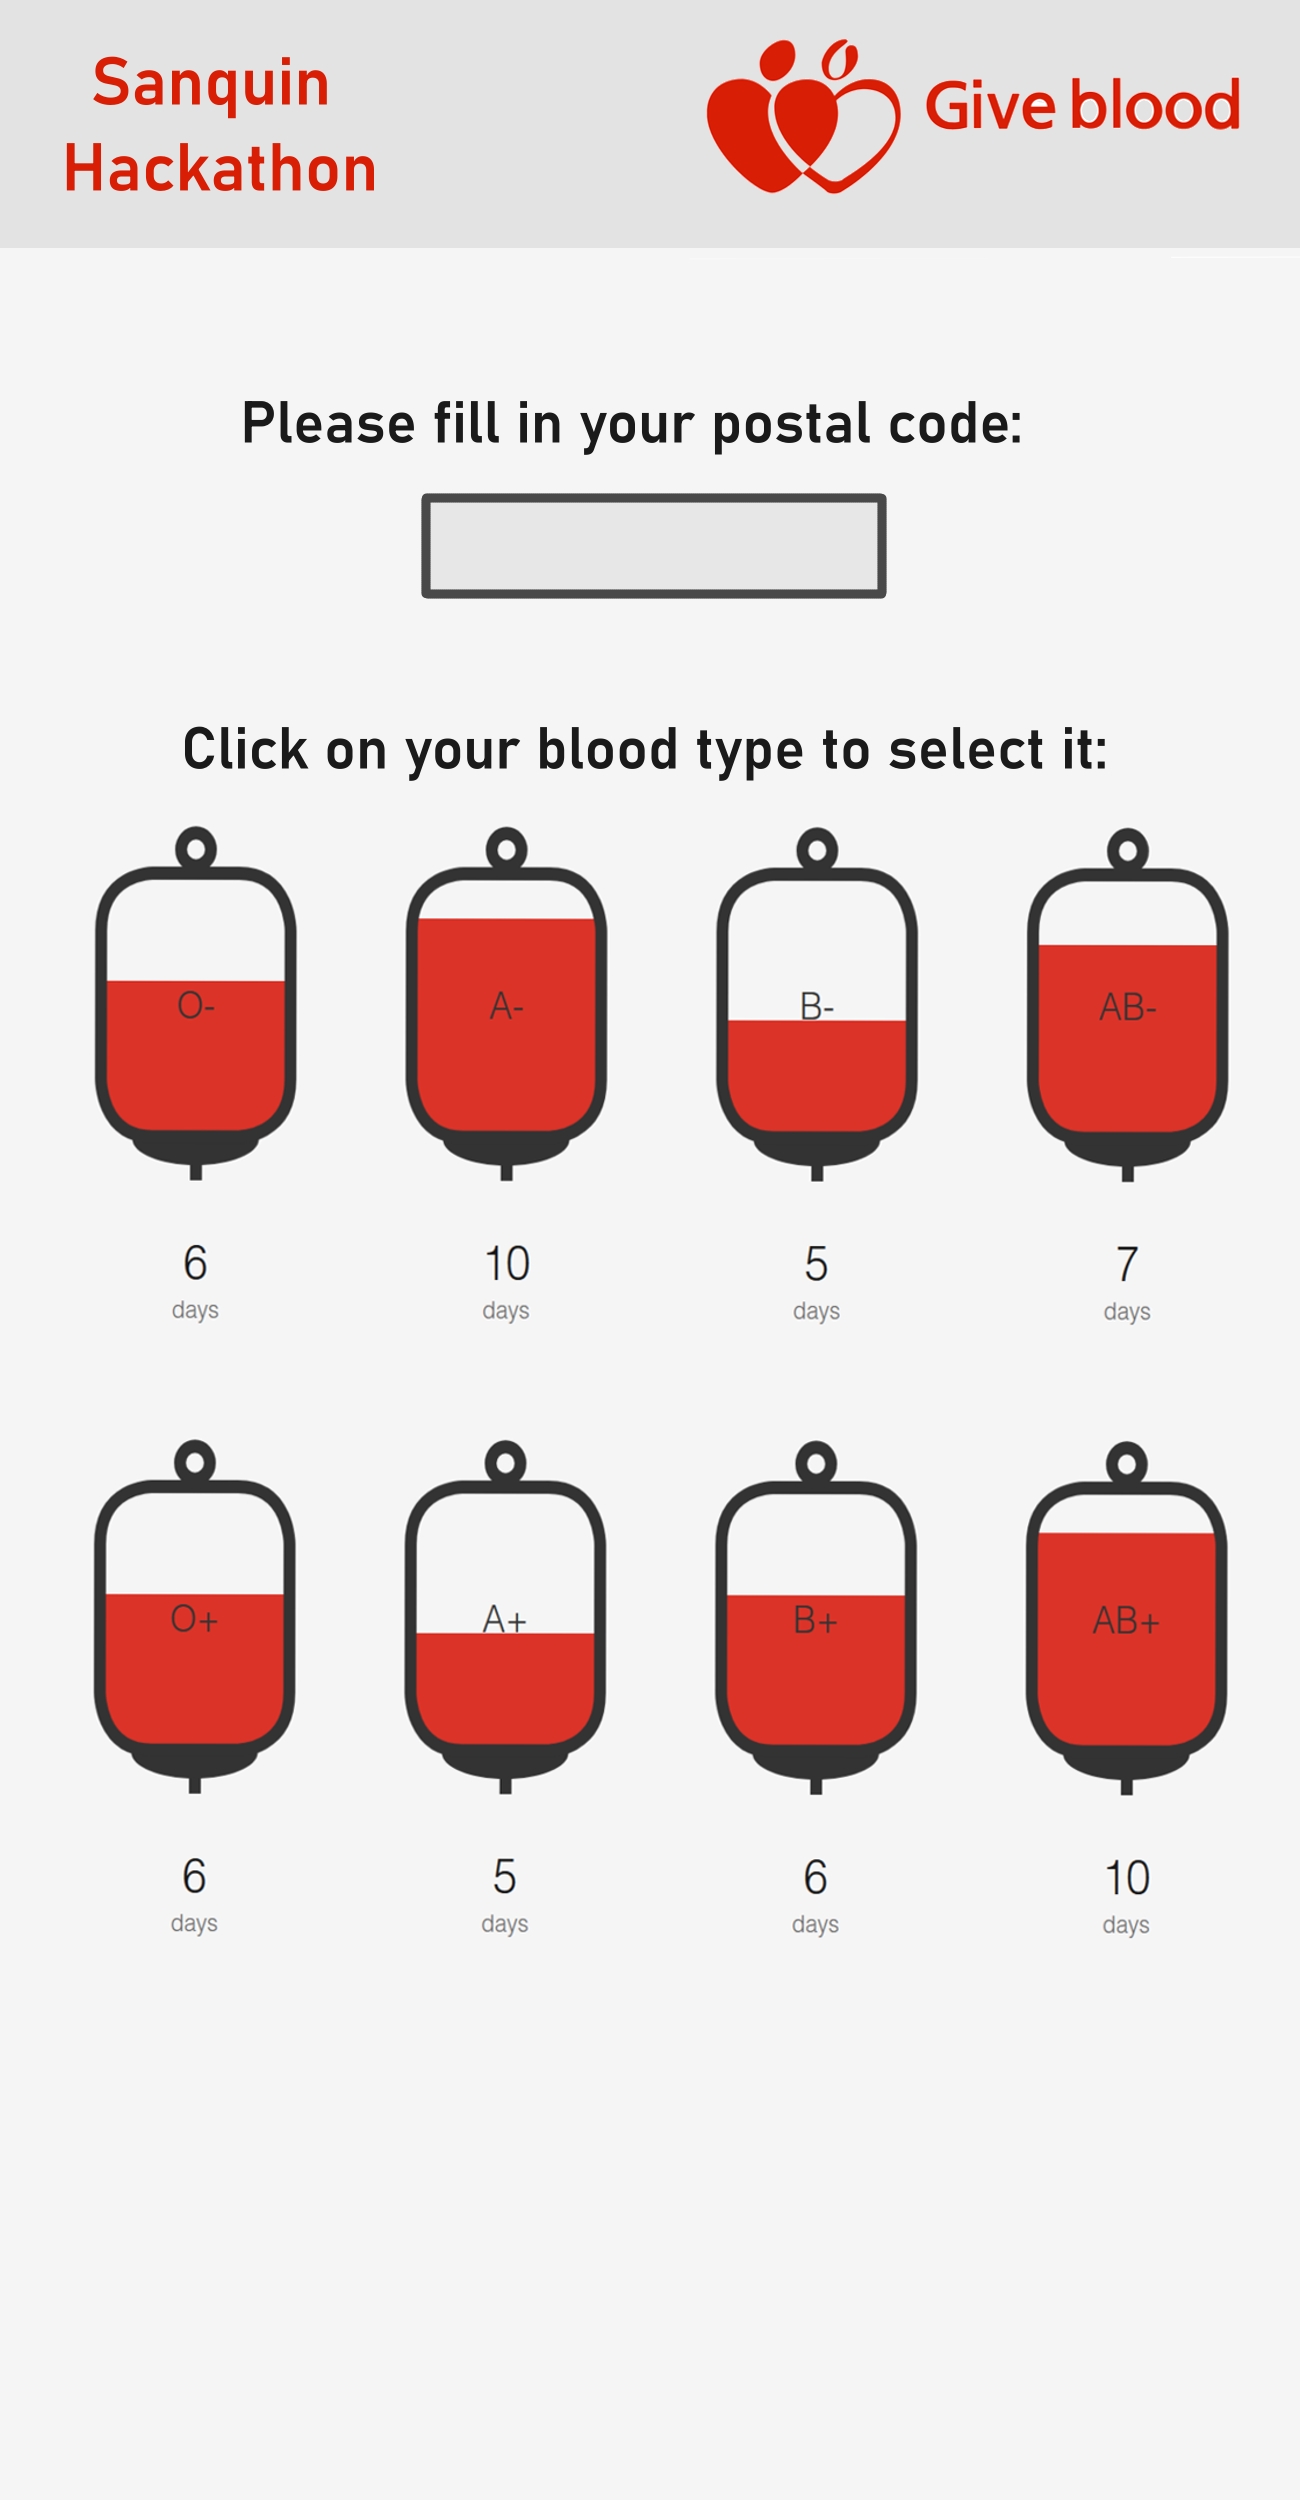 Sanquin
Hackathon
Give blood
Please fill in your postal code:
Click on your blood type to select it:
O- A- B- AB-
6 10 5 7
days days days days
O+ A+ B+ AB+
6 5 6 10
days days days days